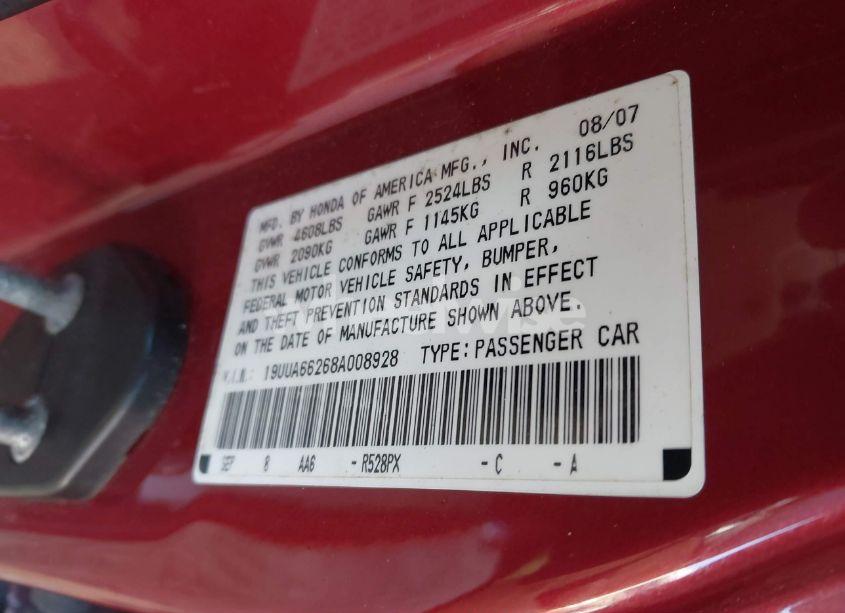 MFD. BY HONDA OF AMERICA MFG., INC. 08/07
GVWR 4608LBS GAWR F 2524LBS R 2116LBS
GVWR 2090KG GAWR F 1145KG R 960KG
THIS VEHICLE CONFORMS TO ALL APPLICABLE
FEDERAL MOTOR VEHICLE SAFETY, BUMPER,
AND THEFT PREVENTION STANDARDS IN EFFECT
ON THE DATE OF MANUFACTURE SHOWN ABOVE.
V.I.N.: 19UUA66268A008928 TYPE: PASSENGER CAR
SEP 8 AA6 - R528PX - C - A